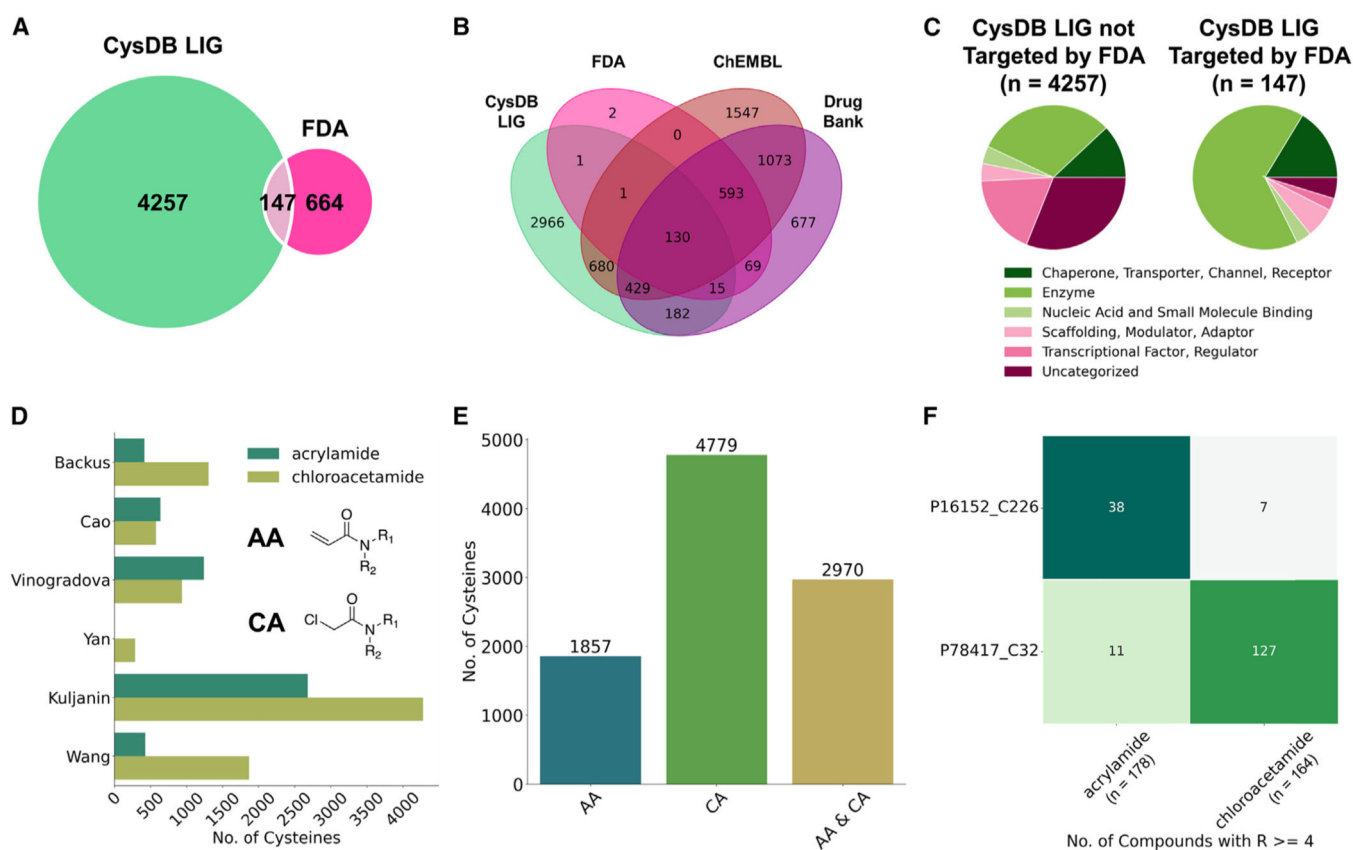 A
CysDB LIG
FDA
4257
147
664
B
FDA
ChEMBL
CysDB
LIG
Drug
Bank
2
1547
0
1
1073
1
593
2966
677
130
680
69
429
15
182
C
CysDB LIG not
Targeted by FDA
(n = 4257)
CysDB LIG
Targeted by FDA
(n = 147)
Chaperone, Transporter, Channel, Receptor
Enzyme
Nucleic Acid and Small Molecule Binding
Scaffolding, Modulator, Adaptor
Transcriptional Factor, Regulator
Uncategorized
D
acrylamide
chloroacetamide
Backus
Cao
Vinogradova
Yan
Kuljanin
Wang
AA
O
N
R1
R2
CA
Cl
O
N
R1
R2
0
500
1000
1500
2000
2500
3000
3500
4000
No. of Cysteines
E
No. of Cysteines
5000
4000
3000
2000
1000
0
1857
4779
2970
AA
CA
AA & CA
F
P16152_C226
38
7
P78417_C32
11
127
acrylamide
(n = 178)
chloroacetamide
(n = 164)
No. of Compounds with R >= 4